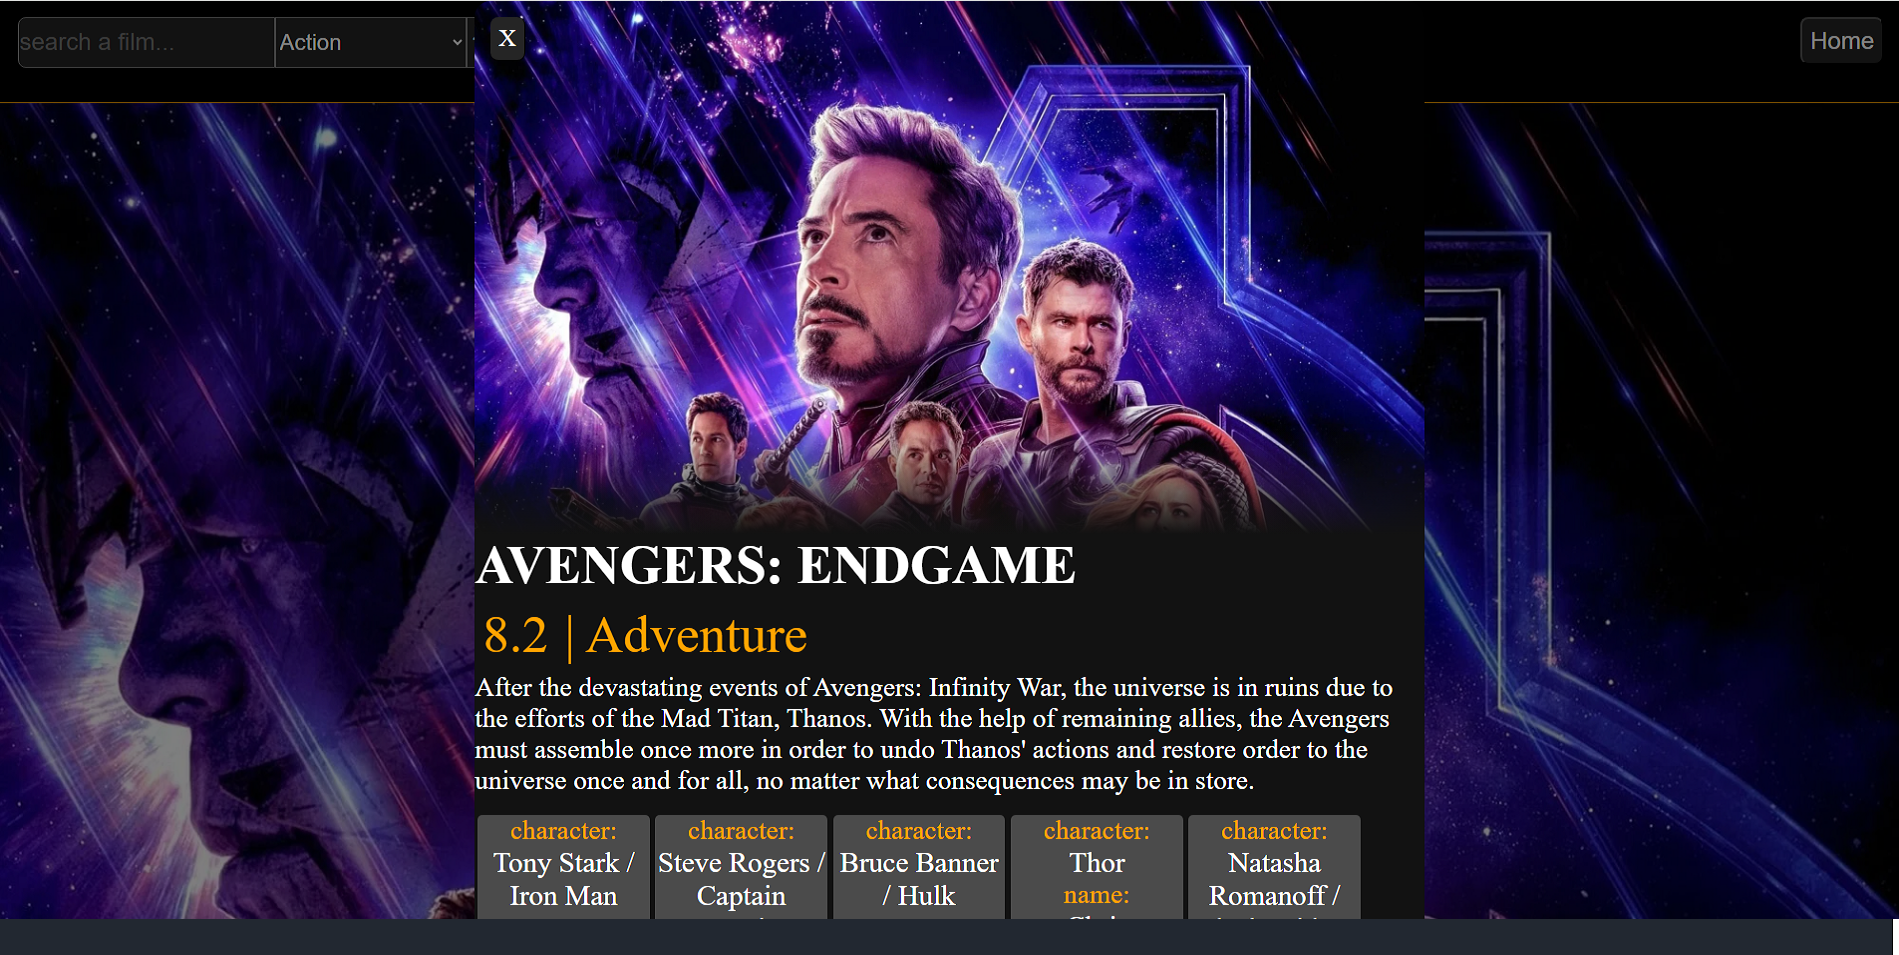 search a film...
Action
X
Home
AVENGERS: ENDGAME
8.2 | Adventure
After the devastating events of Avengers: Infinity War, the universe is in ruins due to
the efforts of the Mad Titan, Thanos. With the help of remaining allies, the Avengers
must assemble once more in order to undo Thanos' actions and restore order to the
universe once and for all, no matter what consequences may be in store.
character:
Tony Stark /
Iron Man
character:
Steve Rogers /
Captain
character:
Bruce Banner
/ Hulk
character:
Thor
name:
character:
Natasha
Romanoff /